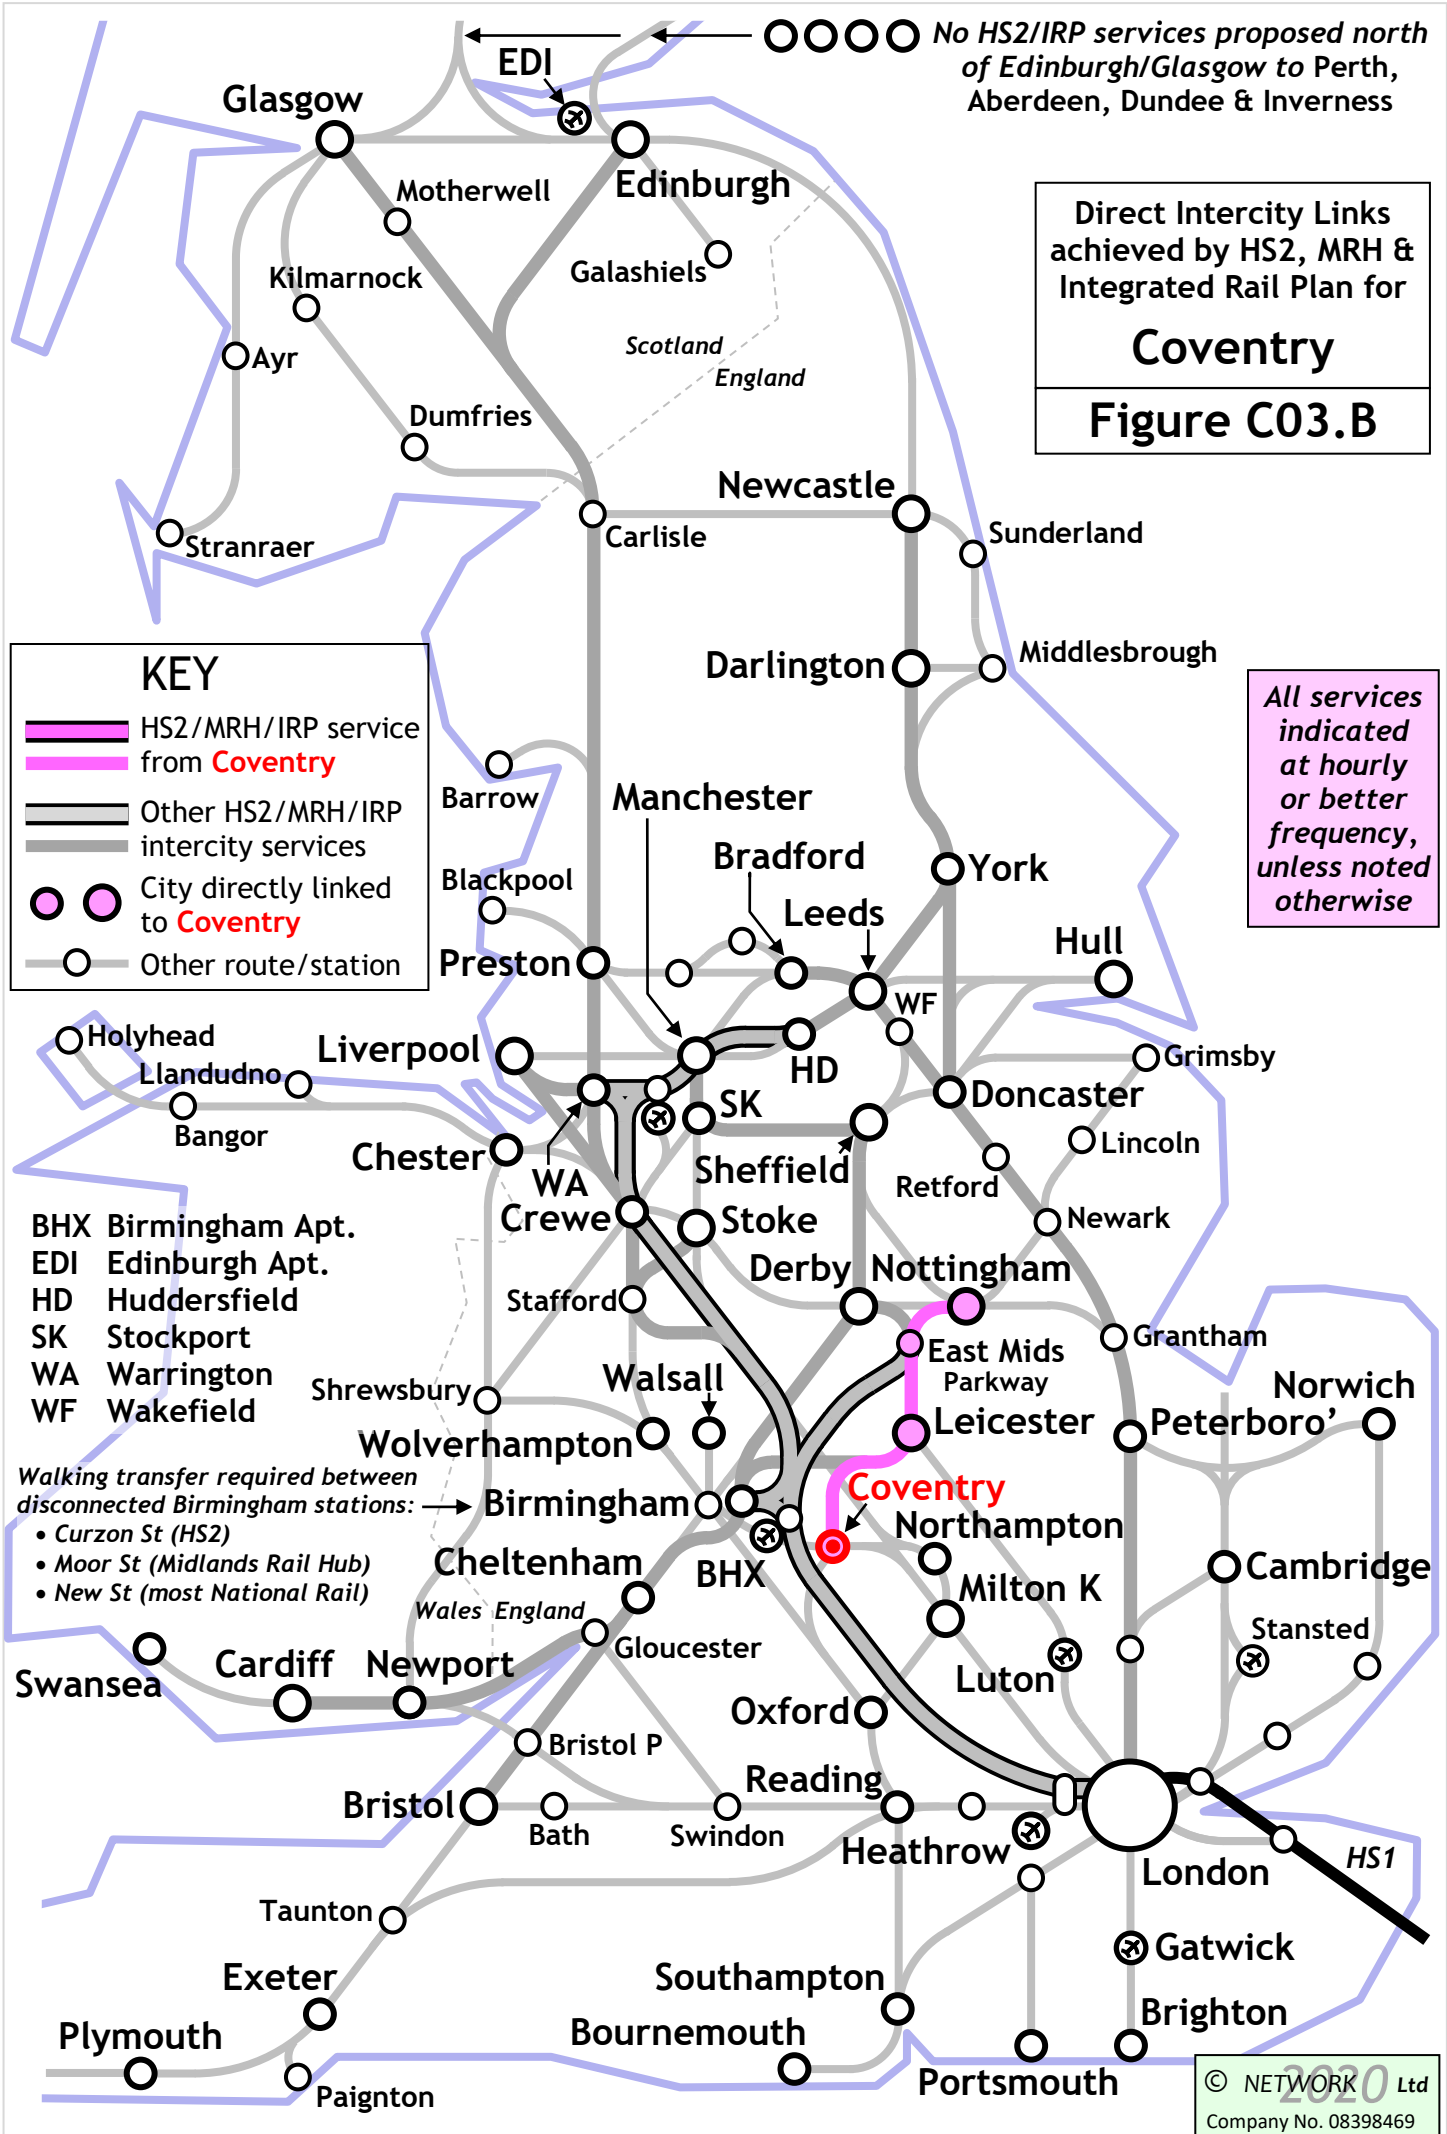 No HS2/IRP services proposed north
of Edinburgh/Glasgow to Perth,
Aberdeen, Dundee & Inverness
EDI
Glasgow
Edinburgh
Motherwell
Galashiels
Kilmarnock
Direct Intercity Links
achieved by HS2, MRH &
Integrated Rail Plan for
Coventry
Figure C03.B
Scotland
England
Ayr
Dumfries
Newcastle
Carlisle
Sunderland
Stranraer
Darlington
Middlesbrough
KEY
HS2/MRH/IRP service
from Coventry
Other HS2/MRH/IRP
intercity services
City directly linked
to Coventry
Other route/station
All services
indicated
at hourly
or better
frequency,
unless noted
otherwise
Barrow
Manchester
Bradford
York
Blackpool
Leeds
Hull
Preston
WF
Holyhead
Liverpool
Llandudno
HD
Grimsby
Bangor
SK
Doncaster
Chester
Lincoln
WA
Sheffield
Retford
Crewe
Stoke
Newark
BHX Birmingham Apt.
EDI Edinburgh Apt.
HD Huddersfield
SK Stockport
WA Warrington
WF Wakefield
Derby
Nottingham
Stafford
East Mids
Parkway
Grantham
Shrewsbury
Walsall
Norwich
Wolverhampton
Leicester
Peterboro'
Walking transfer required between
disconnected Birmingham stations:
• Curzon St (HS2)
• Moor St (Midlands Rail Hub)
• New St (most National Rail)
Birmingham
Coventry
Northampton
Cheltenham
BHX
Cambridge
Milton K
Wales England
Gloucester
Stansted
Swansea
Cardiff
Newport
Luton
Oxford
Bristol P
Reading
Bristol
Bath
Swindon
Heathrow
London
HS1
Taunton
Gatwick
Exeter
Southampton
Brighton
Plymouth
Bournemouth
Paignton
Portsmouth
© NETWORK 2020 Ltd
Company No. 08398469